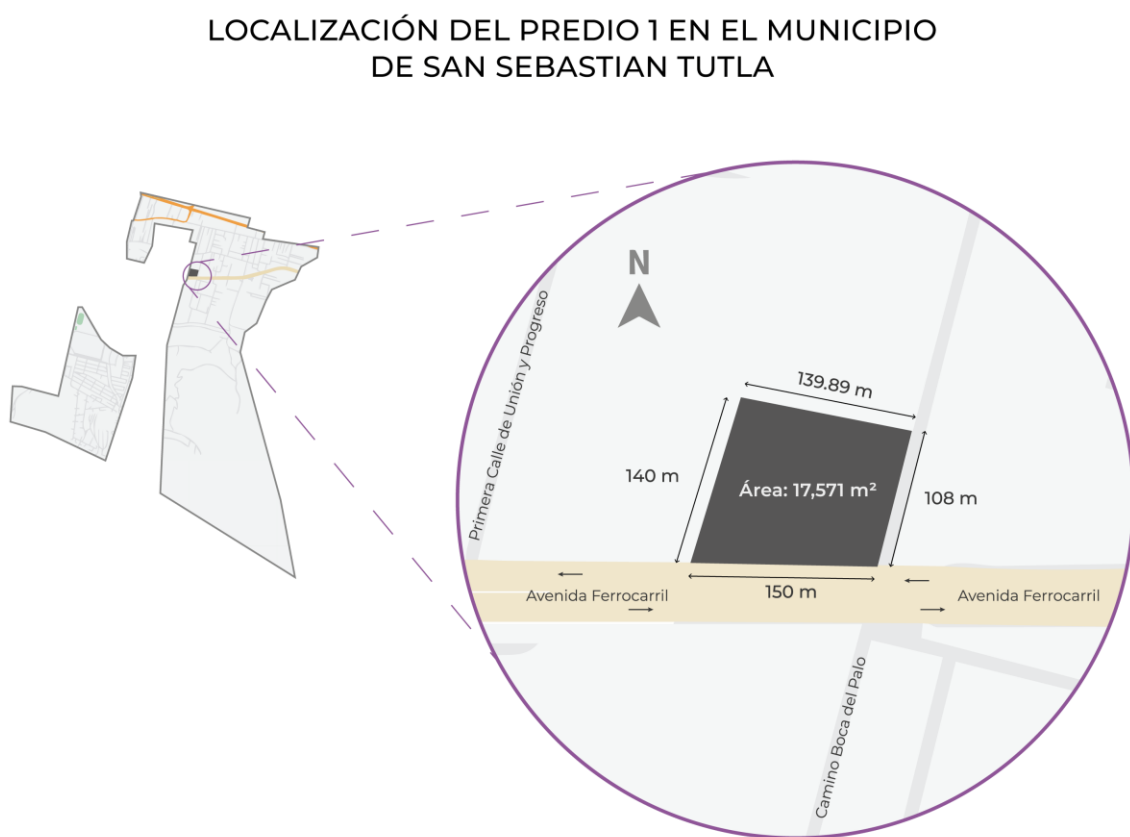 LOCALIZACIÓN DEL PREDIO 1 EN EL MUNICIPIO
DE SAN SEBASTIAN TUTLA
N
Primera Calle de Unión y Progreso
139.89 m
140 m
Área: 17,571 m²
108 m
150 m
Avenida Ferrocarril
Avenida Ferrocarril
Camino Boca del Palo